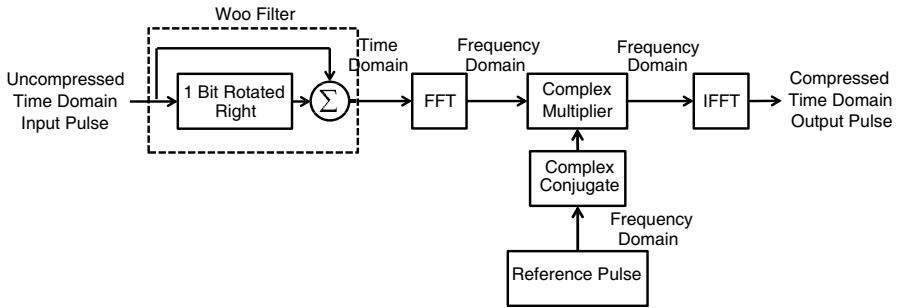 Woo Filter
Uncompressed
Time Domain
Input Pulse
1 Bit Rotated
Right
Σ
Time
Domain
FFT
Frequency
Domain
Complex
Multiplier
Frequency
Domain
IFFT
Compressed
Time Domain
Output Pulse
Complex
Conjugate
Frequency
Domain
Reference Pulse